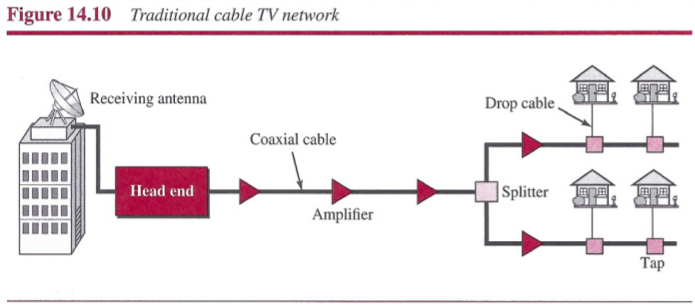 Figure 14.10 Traditional cable TV network
Receiving antenna
Head end
Coaxial cable
Amplifier
Drop cable
Splitter
Tap